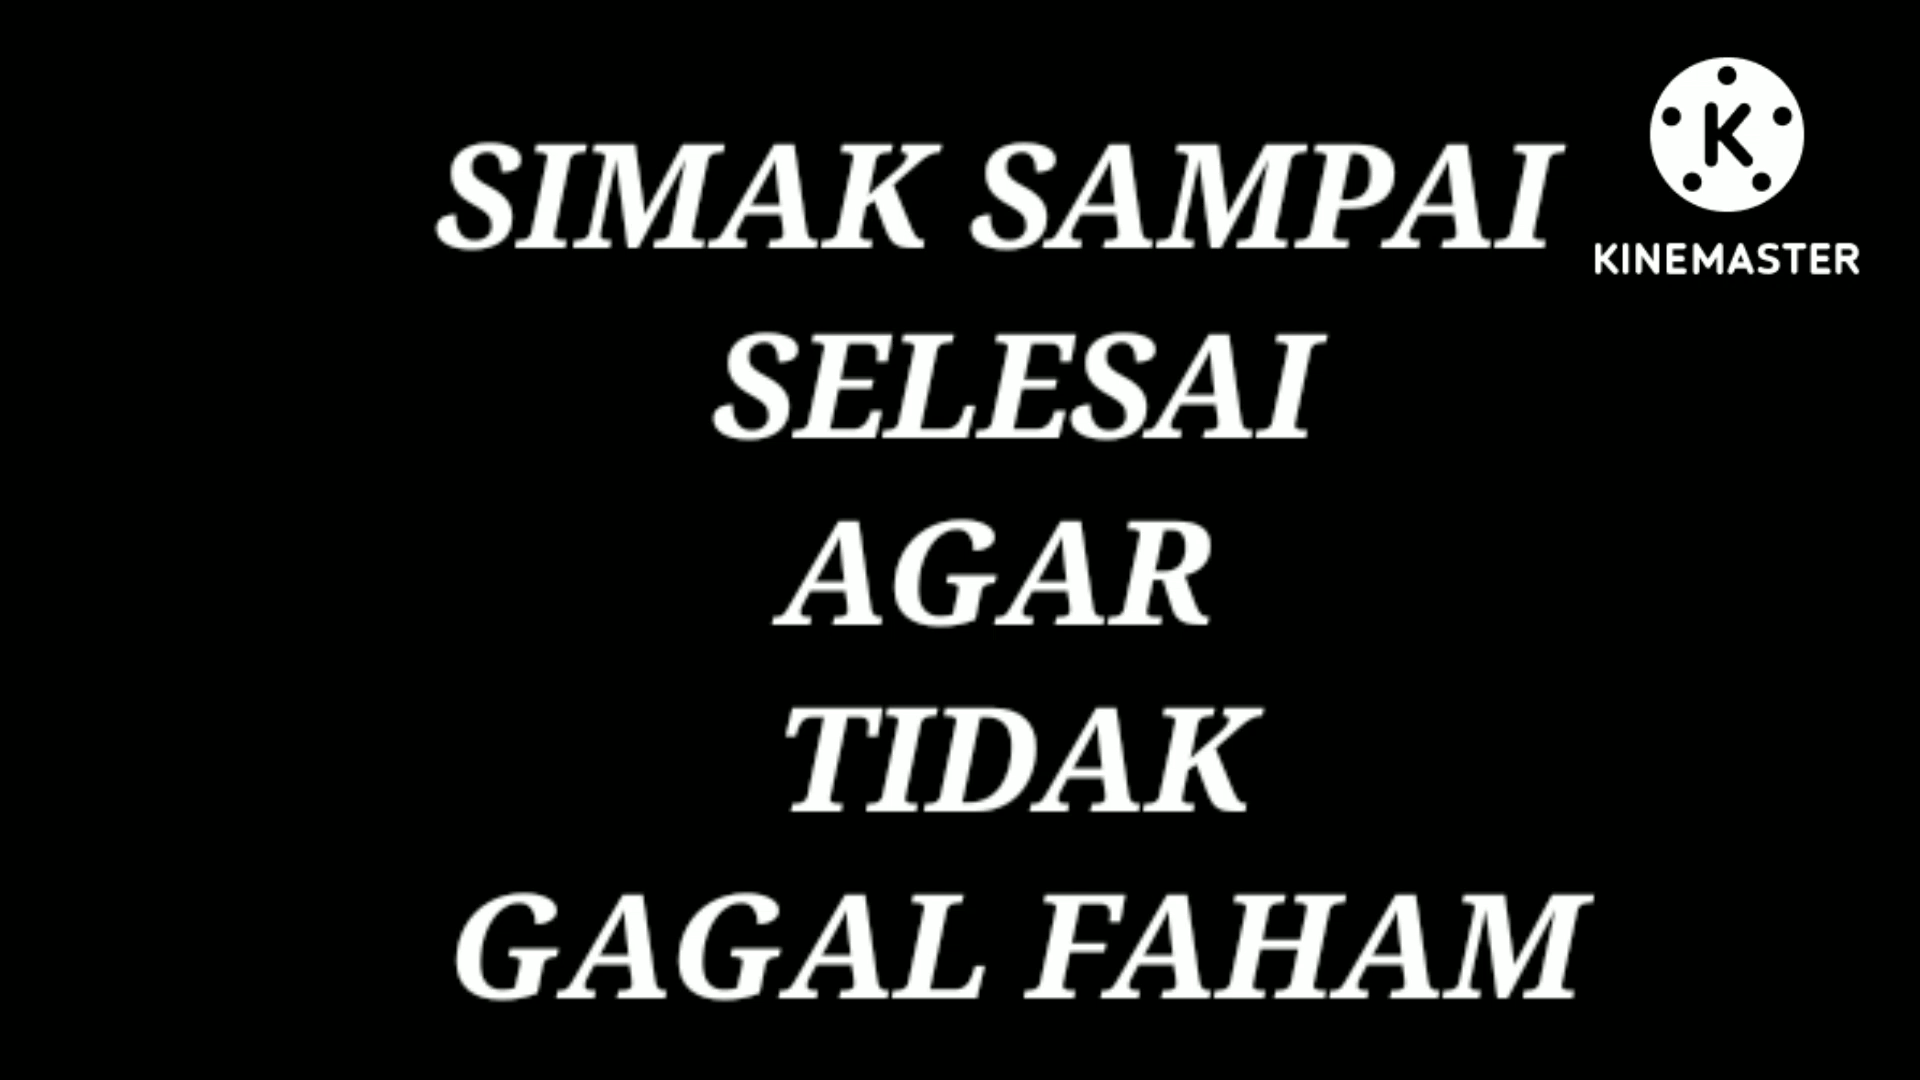 SIMAK SAMPAI
SELESAI
AGAR
TIDAK
GAGAL FAHAM
K
KINEMASTER